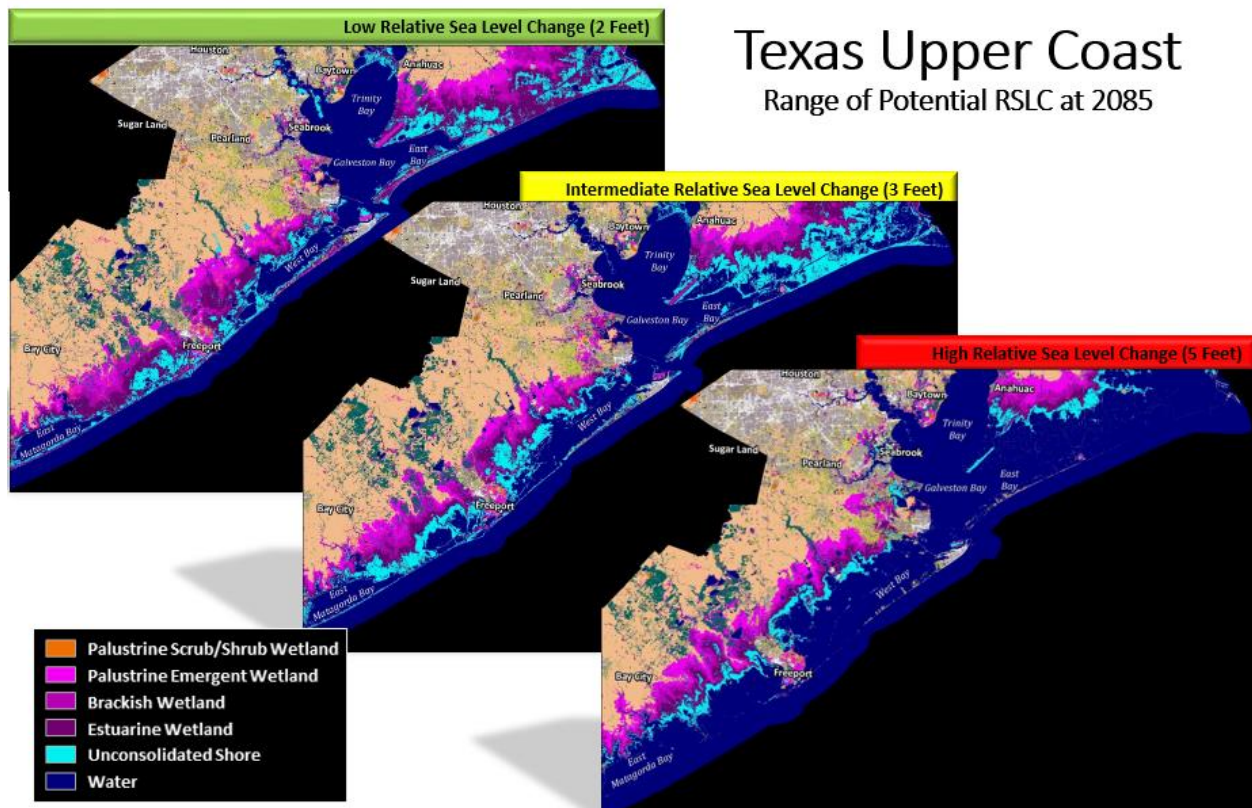 Texas Upper Coast
Range of Potential RSLC at 2085
Low Relative Sea Level Change (2 Feet)
Houston
Baytown
Anahuac
Trinity
Bay
Sugar Land
Pearland
Seabrook
East
Bay
Galveston Bay
West Bay
Freeport
Bay City
East
Matagorda Bay
Intermediate Relative Sea Level Change (3 Feet)
Houston
Baytown
Anahuac
Trinity
Bay
Sugar Land
Seabrook
Pearland
East
Bay
Galveston Bay
West Bay
Freeport
Bay City
East
Matagorda Bay
High Relative Sea Level Change (5 Feet)
Houston
Baytown
Anahuac
Trinity
Bay
Sugar Land
Seabrook
Pearland
East
Bay
Galveston Bay
West Bay
Freeport
Bay City
East
Matagorda Bay
Palustrine Scrub/Shrub Wetland
Palustrine Emergent Wetland
Brackish Wetland
Estuarine Wetland
Unconsolidated Shore
Water